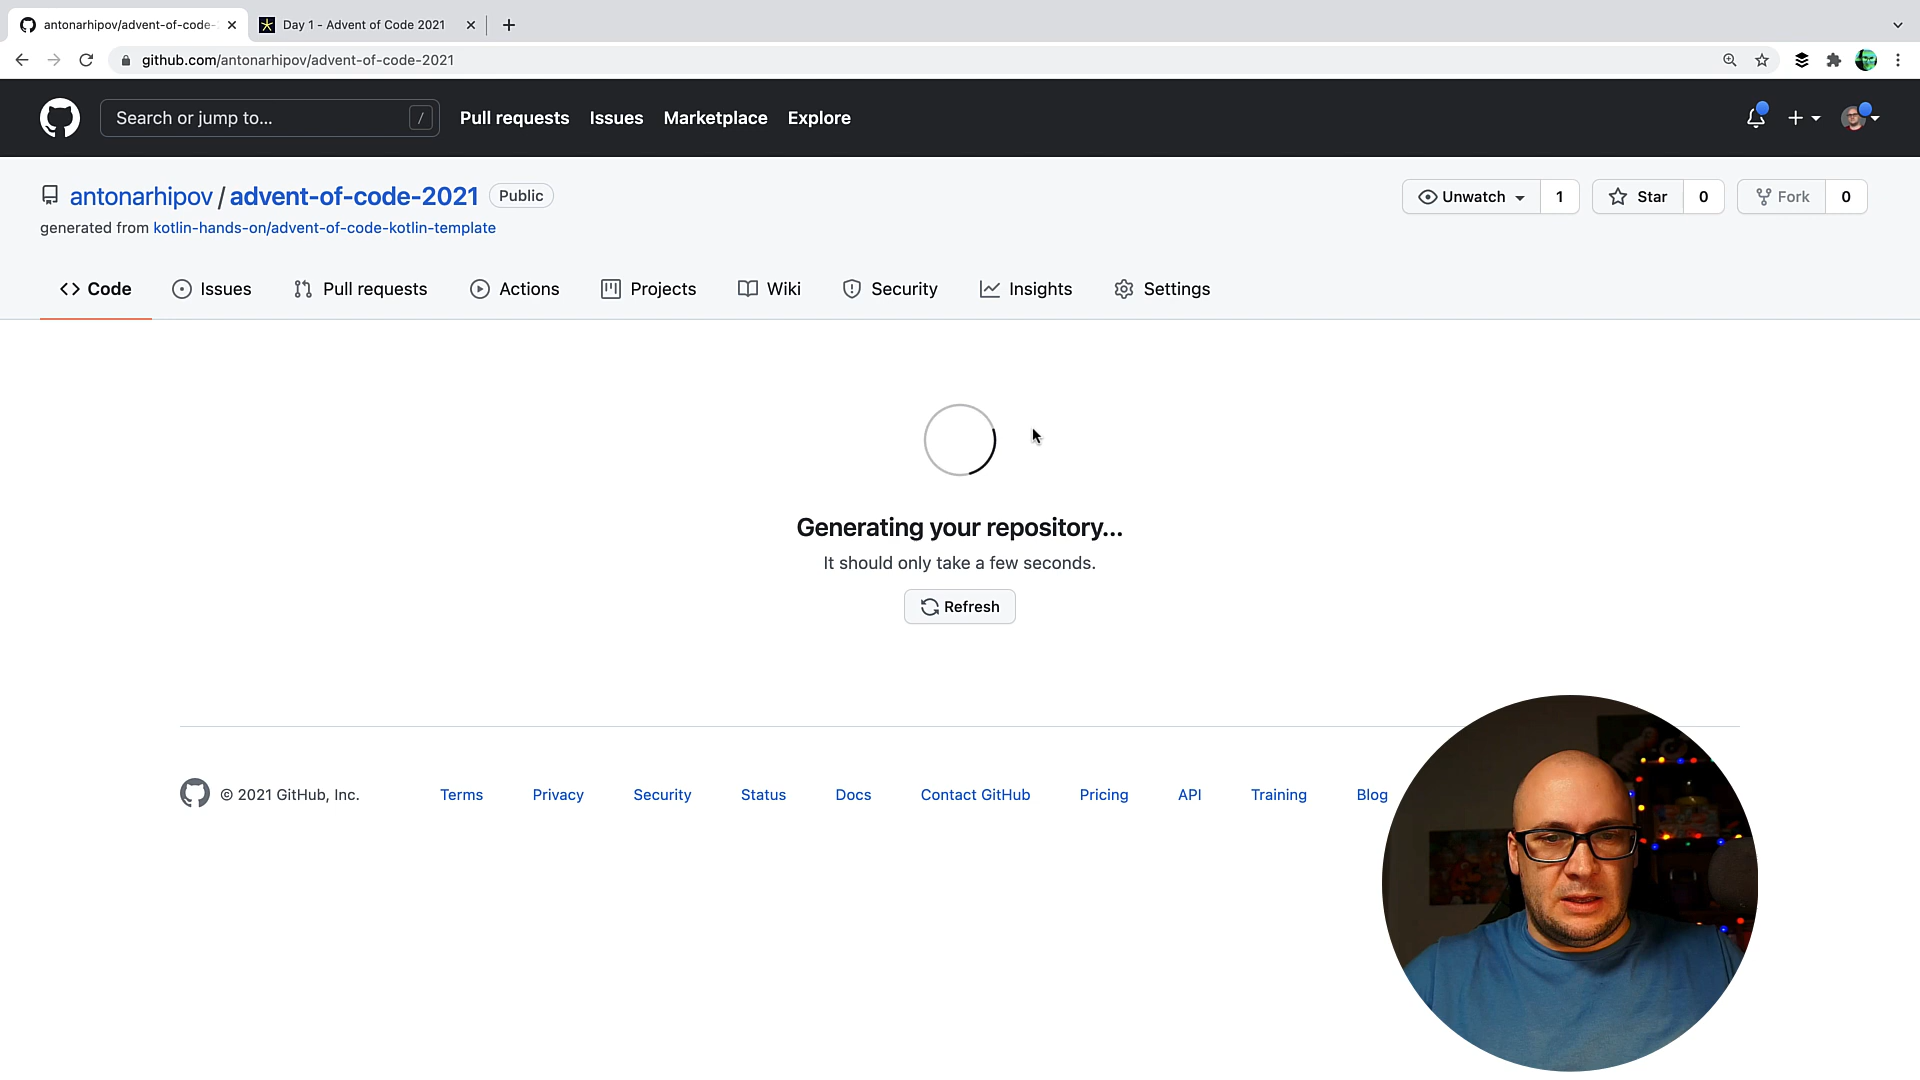 antonarhipov/advent-of-code-
Day 1 - Advent of Code 2021
github.com/antonarhipov/advent-of-code-2021
Search or jump to... /
Pull requests Issues Marketplace Explore
antonarhipov / advent-of-code-2021 Public
Unwatch 1 Star 0 Fork 0
generated from kotlin-hands-on/advent-of-code-kotlin-template
Code Issues Pull requests Actions Projects Wiki Security Insights Settings
Generating your repository...
It should only take a few seconds.
Refresh
© 2021 GitHub, Inc. Terms Privacy Security Status Docs Contact GitHub Pricing API Training Blog